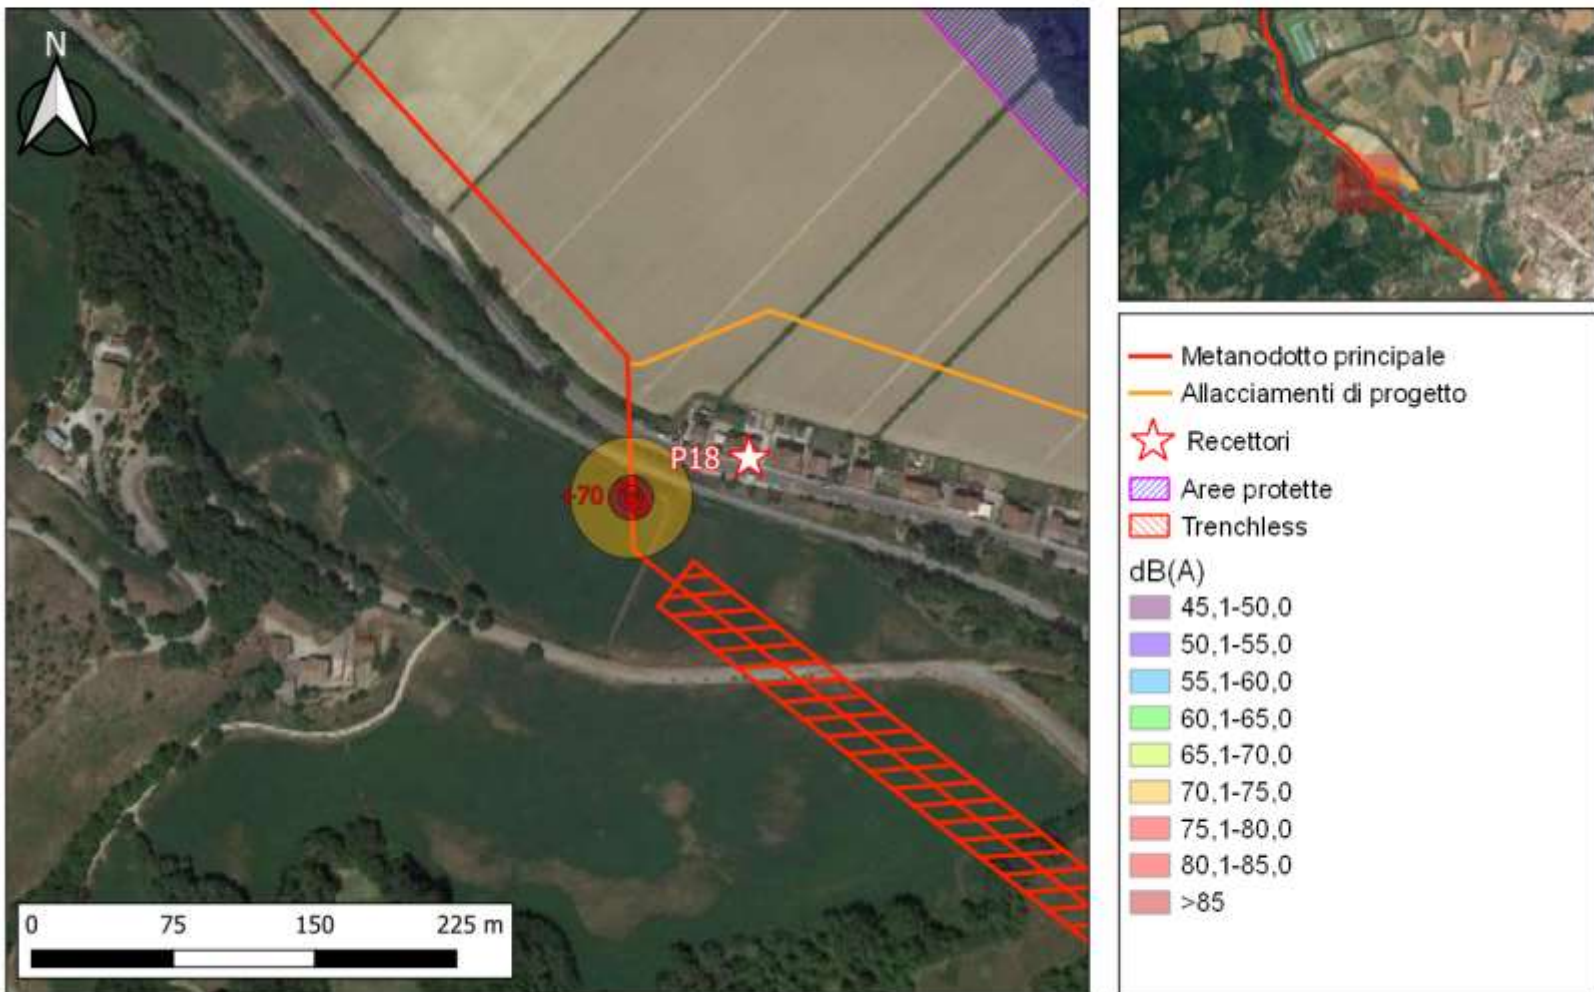 N
P18
+70
0 75 150 225 m
Metanodotto principale
Allacciamenti di progetto
Recettori
Aree protette
Trenchless
dB(A)
45,1-50,0
50,1-55,0
55,1-60,0
60,1-65,0
65,1-70,0
70,1-75,0
75,1-80,0
80,1-85,0
>85